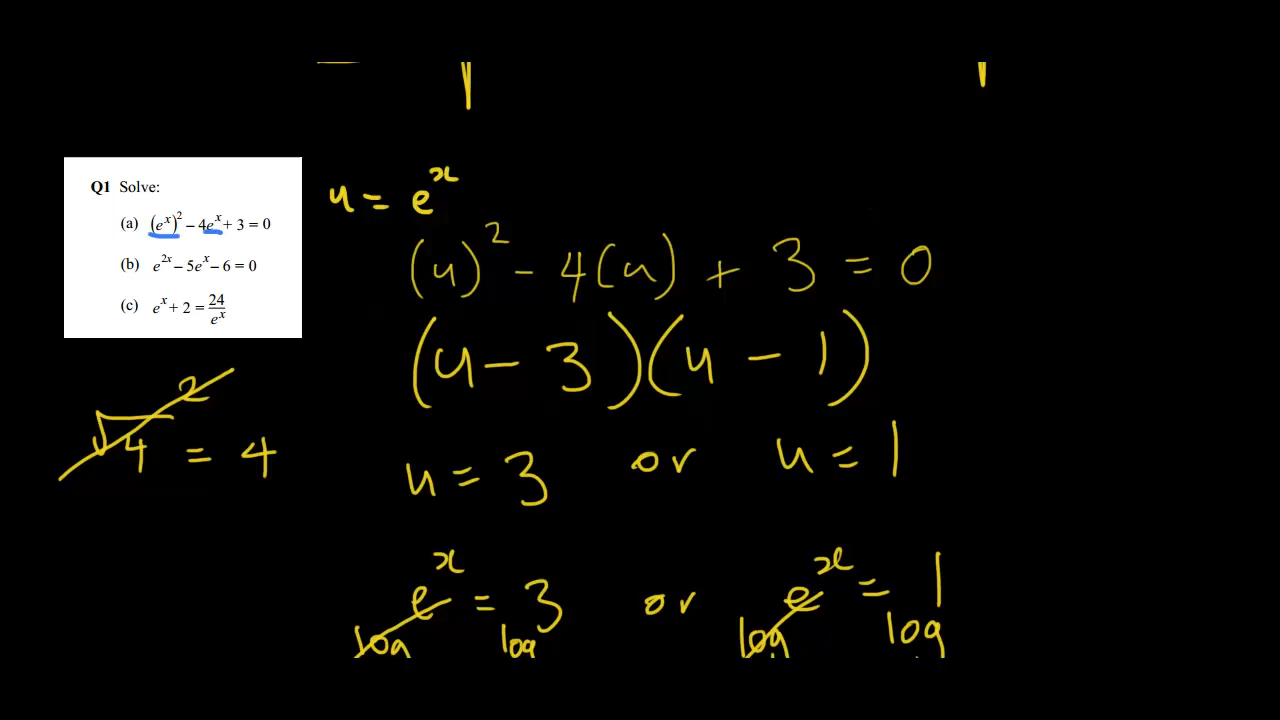 Q1 Solve:
(a) (e^x)^2 − 4e^x + 3 = 0
(b) e^{2x} − 5e^x − 6 = 0
(c) e^x + 2 = 24/e^x
√4^2 = 4
u = e^x
(u)^2 − 4(u) + 3 = 0
(u − 3)(u − 1)
u = 3 or u = 1
e^x = 3 or e^x = 1
log log log log